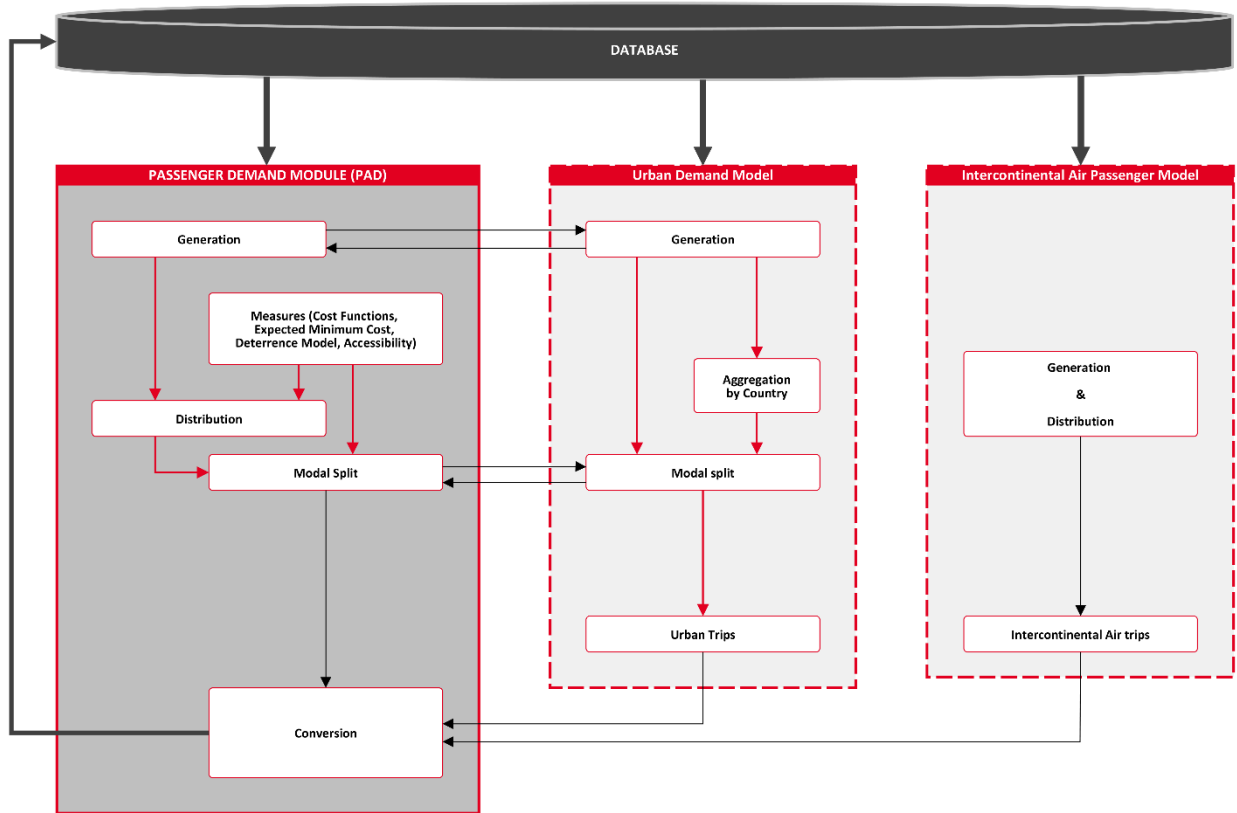 DATABASE
PASSENGER DEMAND MODULE (PAD)
Generation
Measures (Cost Functions,
Expected Minimum Cost,
Deterrence Model, Accessibility)
Distribution
Modal Split
Conversion
Urban Demand Model
Generation
Aggregation
by Country
Modal split
Urban Trips
Intercontinental Air Passenger Model
Generation
&
Distribution
Intercontinental Air trips